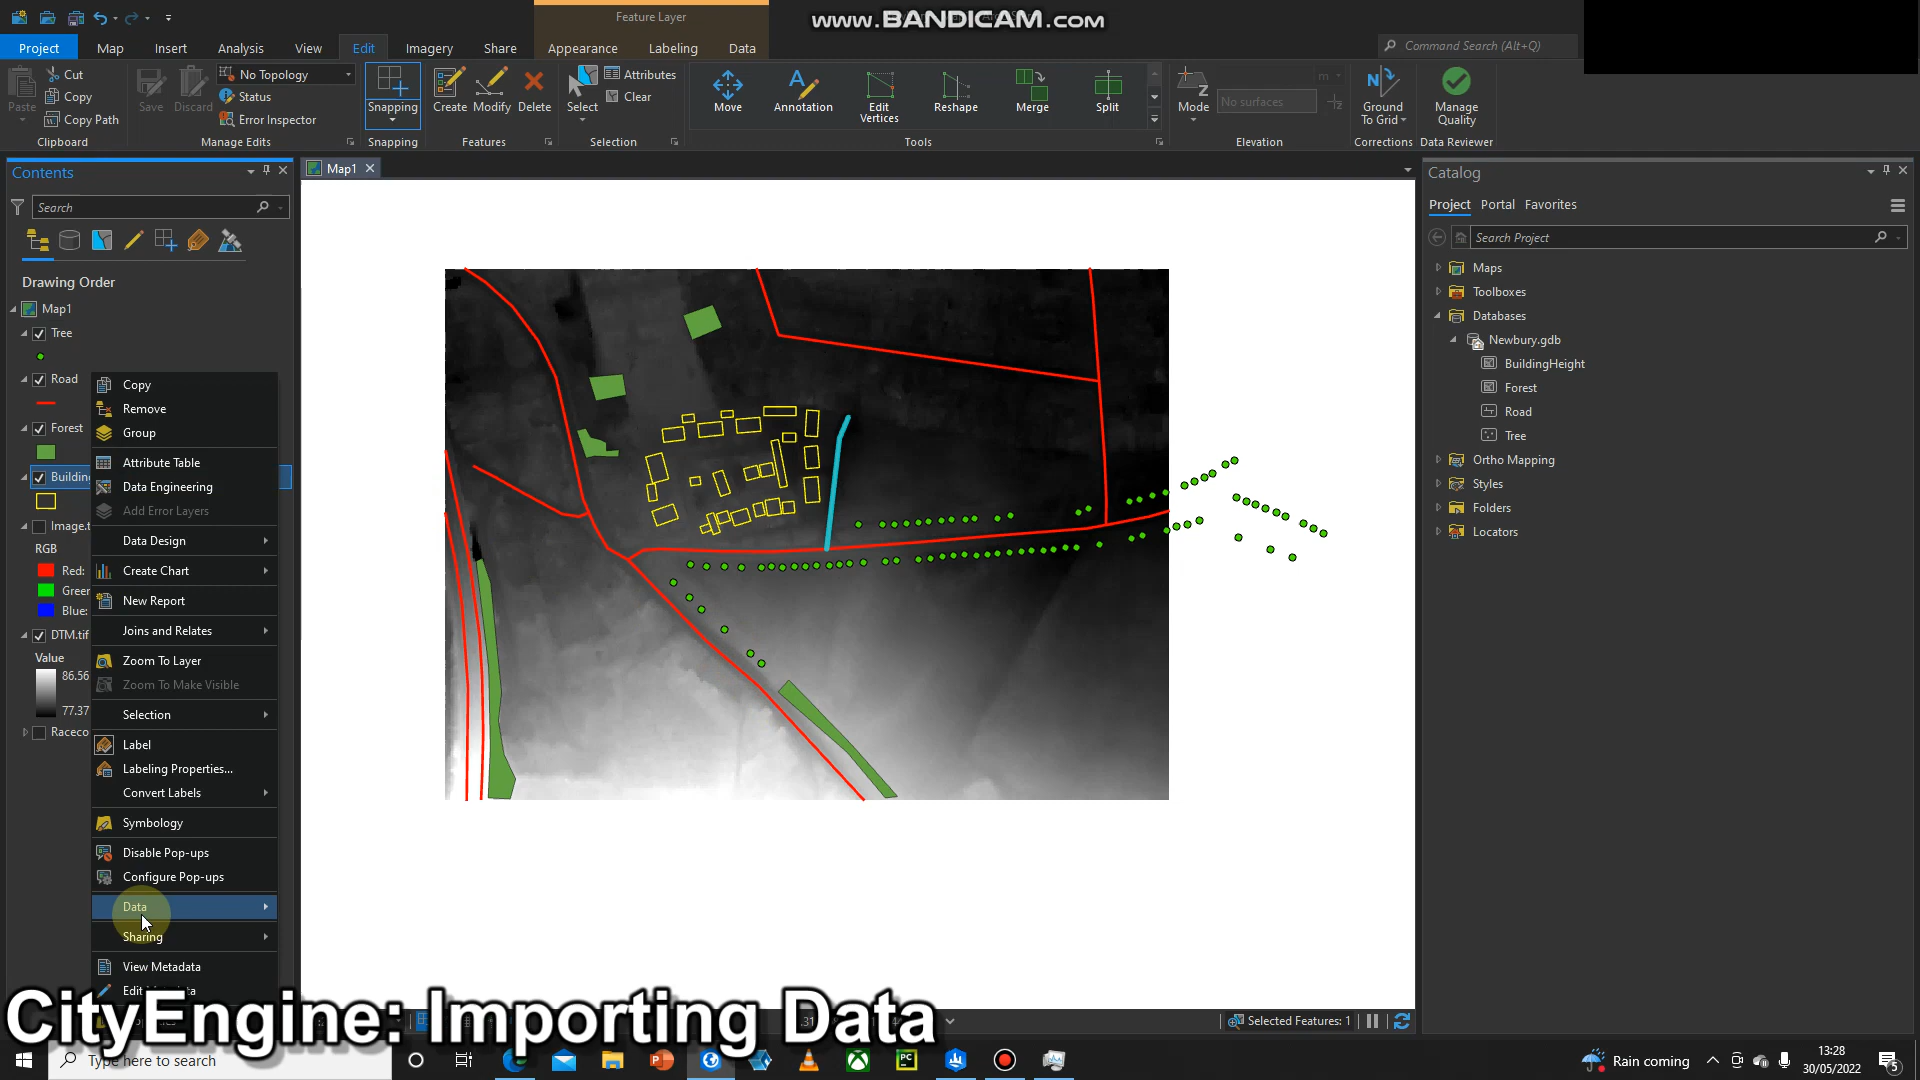 Feature Layer
www.BANDICAM.com
Project
Map
Insert
Analysis
View
Edit
Imagery
Share
Appearance
Labeling
Data
Command Search (Alt+Q)
Paste
Cut
Copy
Copy Path
Clipboard
Save
Discard
No Topology
Status
Error Inspector
Manage Edits
Snapping
Snapping
Create
Modify
Delete
Features
Select
Attributes
Clear
Selection
Move
Annotation
Edit Vertices
Reshape
Merge
Split
Tools
Mode
No surfaces
m
Elevation
Ground To Grid
Corrections
Manage Quality
Data Reviewer
Contents
Search
Drawing Order
Map1
Tree
Road
Forest
Building
Image.t
RGB
Red:
Green
Blue:
DTM.tif
Value
86.56
77.37
Raceco
Copy
Remove
Group
Attribute Table
Data Engineering
Add Error Layers
Data Design
Create Chart
New Report
Joins and Relates
Zoom To Layer
Zoom To Make Visible
Selection
Label
Labeling Properties...
Convert Labels
Symbology
Disable Pop-ups
Configure Pop-ups
Data
Sharing
View Metadata
Map1
Catalog
Project
Portal
Favorites
Search Project
Maps
Toolboxes
Databases
Newbury.gdb
BuildingHeight
Forest
Road
Tree
Ortho Mapping
Styles
Folders
Locators
CityEngine: Importing Data
Selected Features: 1
Type here to search
Rain coming
13:28
30/05/2022
5